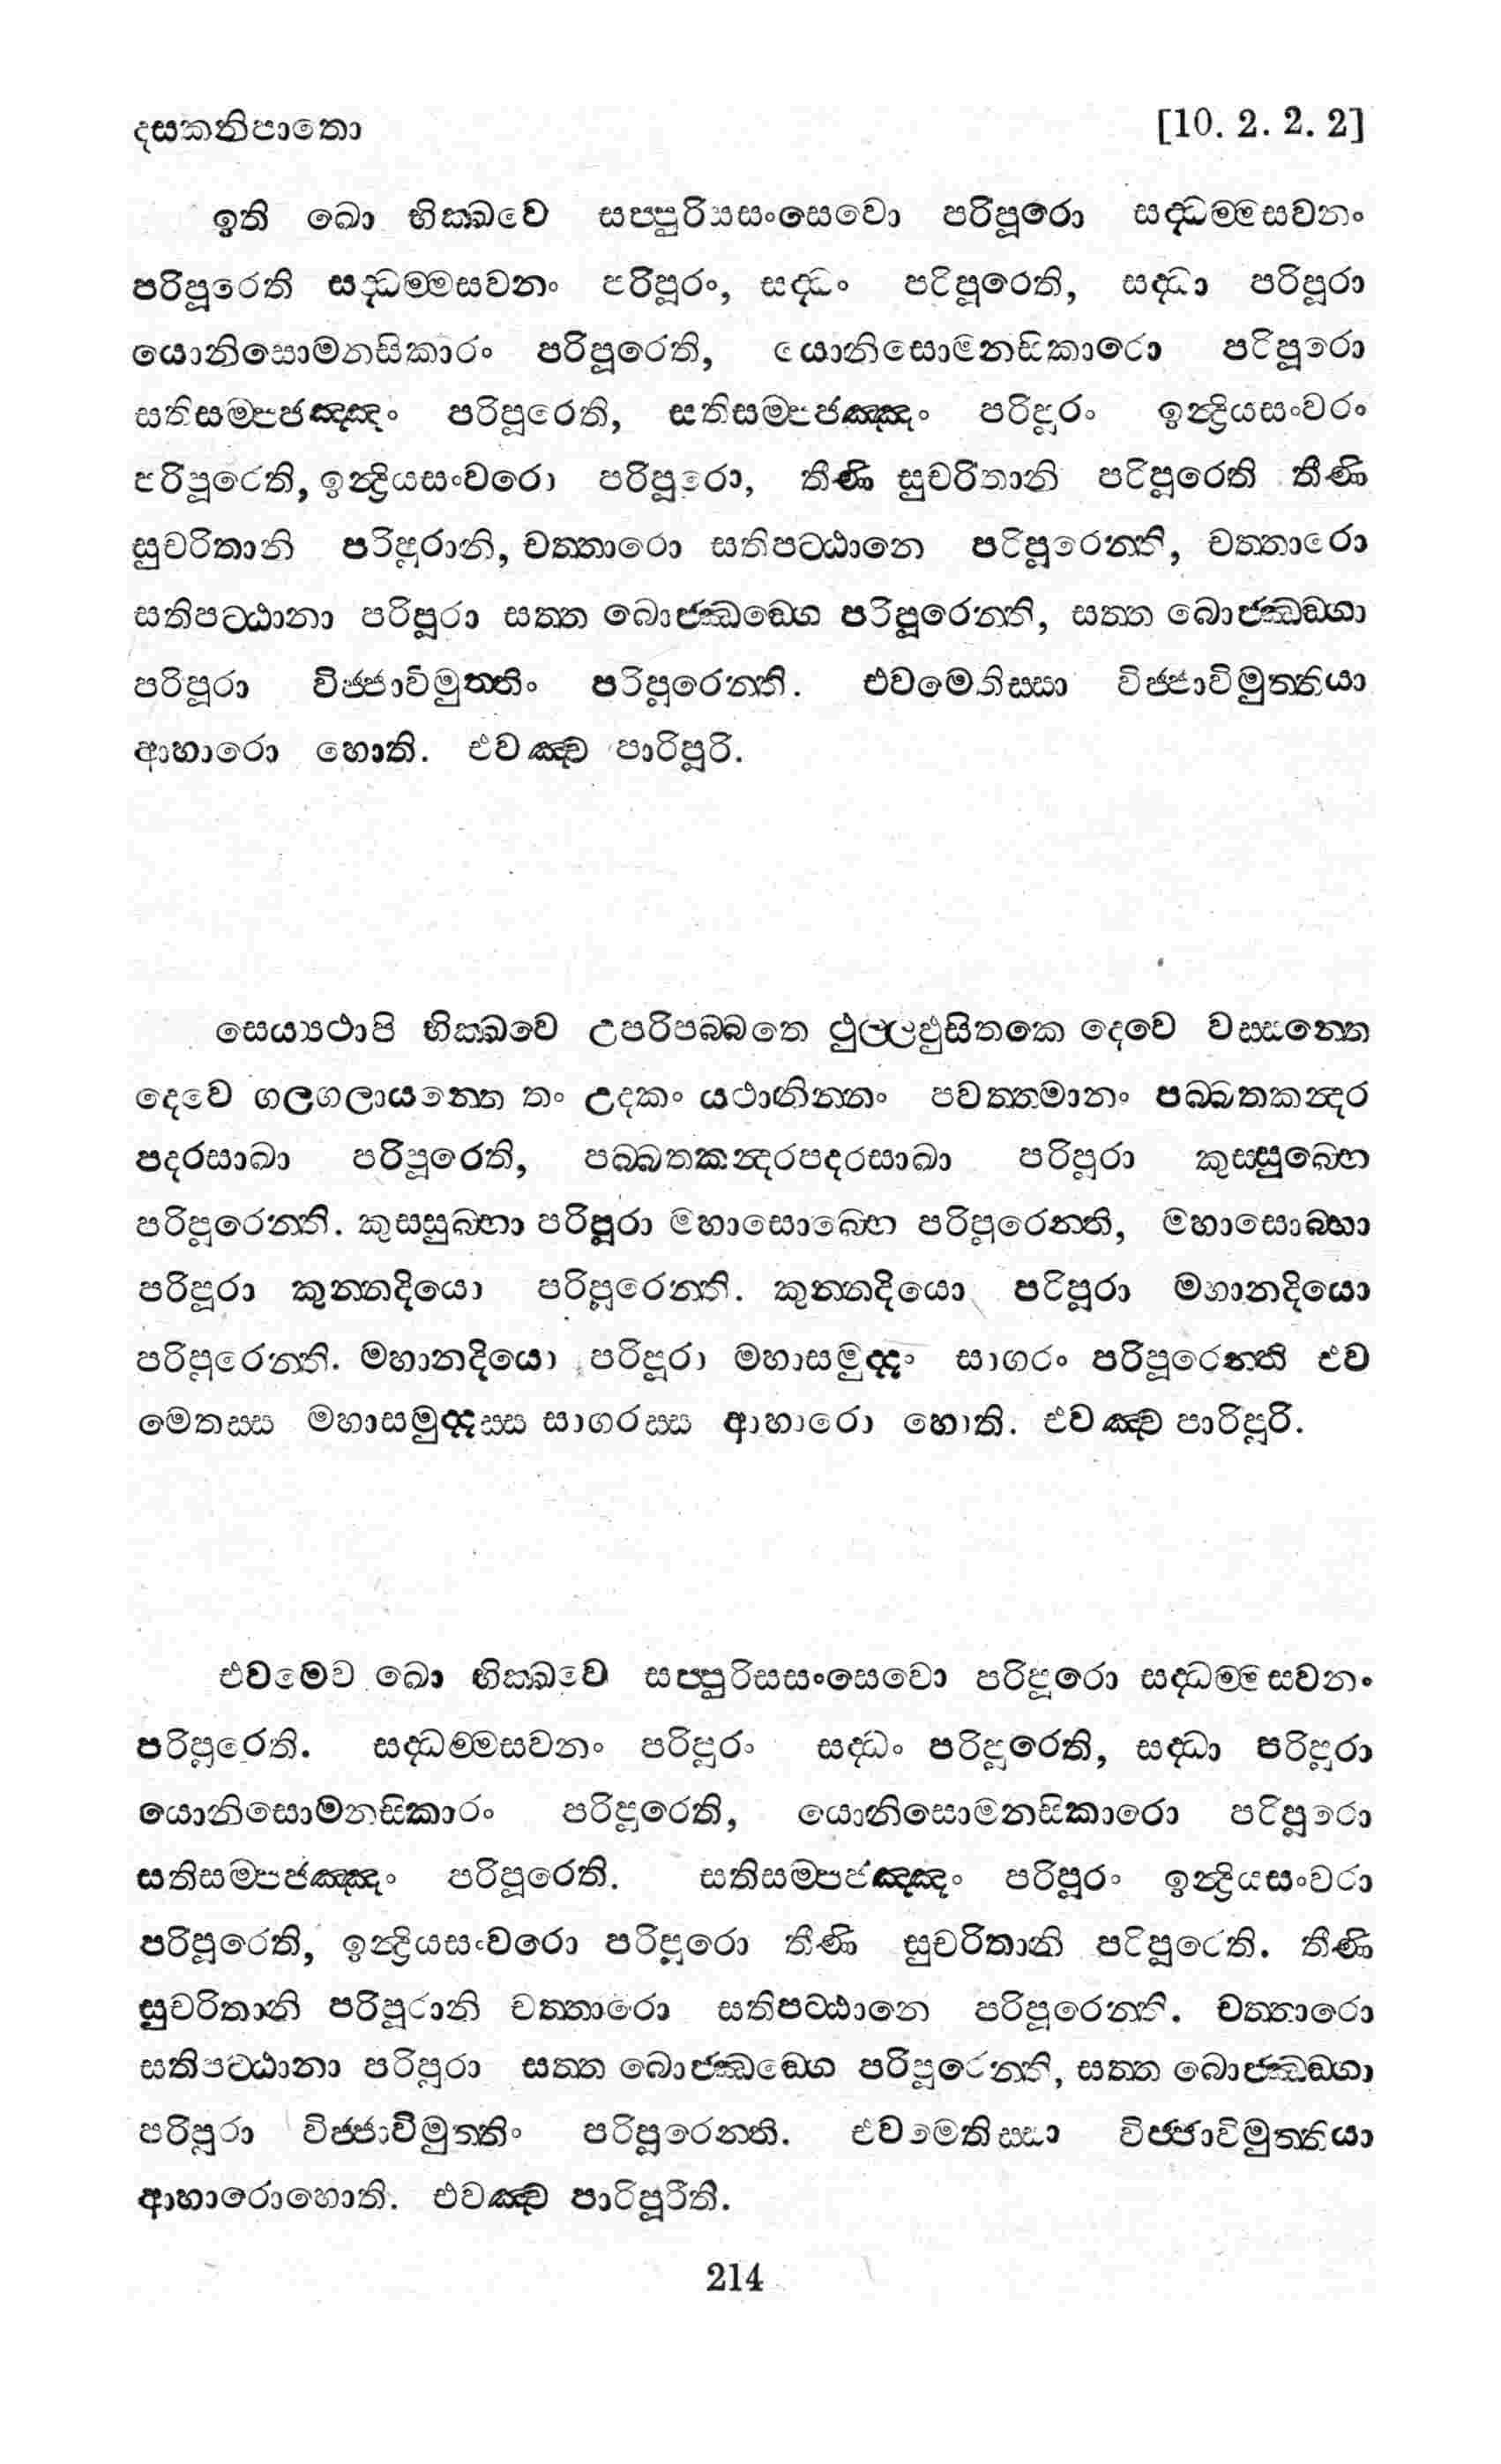 දසකනිපාතො [10. 2. 2. 2]
ඉති ඛො භික්ඛවෙ සප්පුරිසසංසෙවො පරිපූරො සද්ධම්මසවනං
පරිපූරෙති සද්ධම්මසවනං පරිපූරං, සද්ධං පරිපූරෙති, සද්ධා පරිපූරා
යොනිසොමනසිකාරං පරිපූරෙති, යොනිසොමනසිකාරො පරිපූරො
සතිසම්පජඤ්ඤං පරිපූරෙති, සතිසම්පජඤ්ඤං පරිපූරං ඉන්ද්‍රියසංවරං
පරිපූරෙති, ඉන්ද්‍රියසංවරො පරිපූරො, තීණි සුචරිතානි පරිපූරෙති තීණි
සුචරිතානි පරිපූරානි, චත්තාරො සතිපට්ඨානෙ පරිපූරෙන්ති, චත්තාරො
සතිපට්ඨානා පරිපූරා සත්ත බොජ්ඣඞ්ගෙ පරිපූරෙන්ති, සත්ත බොජ්ඣඞ්ගා
පරිපූරා විජ්ජාවිමුත්තිං පරිපූරෙන්ති. එවමෙතිස්සා විජ්ජාවිමුත්තියා
ආහාරො හොති. එවඤ්ච පාරිපූරි.
සෙය්‍යථාපි භික්ඛවෙ උපරිපබ්බතෙ ථුල්ලඵුසිතකෙ දෙවෙ වස්සන්තෙ
දෙවෙ ගලගලායන්තෙ තං උදකං යථානින්නං පවත්තමානං පබ්බතකන්දර
පදරසාඛා පරිපූරෙති, පබ්බතකන්දරපදරසාඛා පරිපූරා කුස්සුබ්භෙ
පරිපූරෙන්ති. කුස්සුබ්භා පරිපූරා මහාසොබ්භෙ පරිපූරෙන්ති, මහාසොබ්භා
පරිපූරා කුන්නදියො පරිපූරෙන්ති. කුන්නදියො පරිපූරා මහානදියො
පරිපූරෙන්ති. මහානදියො පරිපූරා මහාසමුද්දං සාගරං පරිපූරෙන්ති එව
මෙතස්ස මහාසමුද්දස්ස සාගරස්ස ආහාරො හොති. එවඤ්ච පාරිපූරි.
එවමෙව ඛො භික්ඛවෙ සප්පුරිසසංසෙවො පරිපූරො සද්ධම්මසවනං
පරිපූරෙති. සද්ධම්මසවනං පරිපූරං සද්ධං පරිපූරෙති, සද්ධා පරිපූරා
යොනිසොමනසිකාරං පරිපූරෙති, යොනිසොමනසිකාරො පරිපූරො
සතිසම්පජඤ්ඤං පරිපූරෙති. සතිසම්පජඤ්ඤං පරිපූරං ඉන්ද්‍රියසංවරා
පරිපූරෙති, ඉන්ද්‍රියසංවරො පරිපූරො තීණි සුචරිතානි පරිපූරෙති. තීණි
සුචරිතානි පරිපූරානි චත්තාරො සතිපට්ඨානෙ පරිපූරෙන්ති. චත්තාරො
සතිපට්ඨානා පරිපූරා සත්ත බොජ්ඣඞ්ගෙ පරිපූරෙන්ති, සත්ත බොජ්ඣඞ්ගා
පරිපූරා විජ්ජාවිමුත්තිං පරිපූරෙන්ති. එවමෙතිස්සා විජ්ජාවිමුත්තියා
ආහාරොහොති. එවඤ්ච පාරිපූරීති.
214